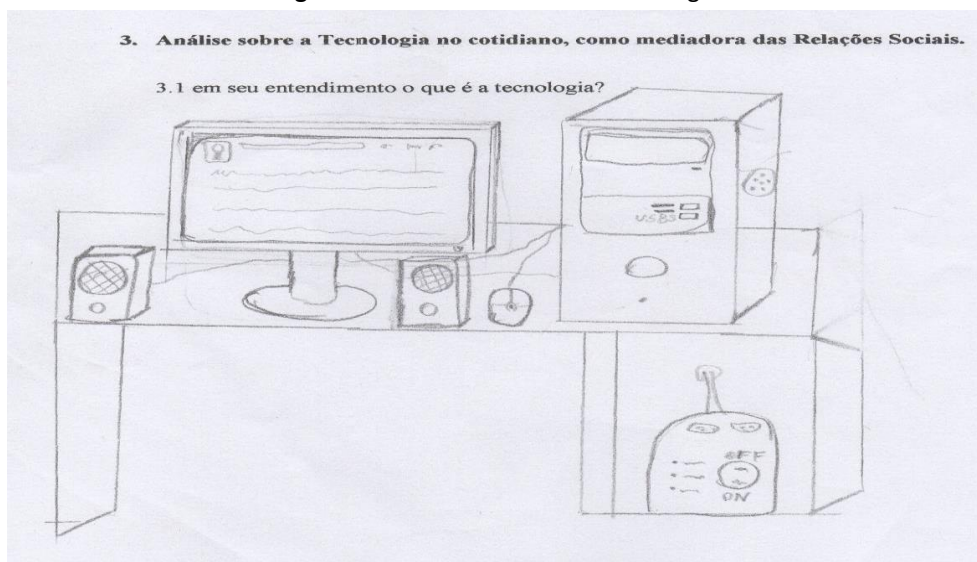 3. Análise sobre a Tecnologia no cotidiano, como mediadora das Relações Sociais.
3.1 em seu entendimento o que é a tecnologia?
USBS
OFF
ON